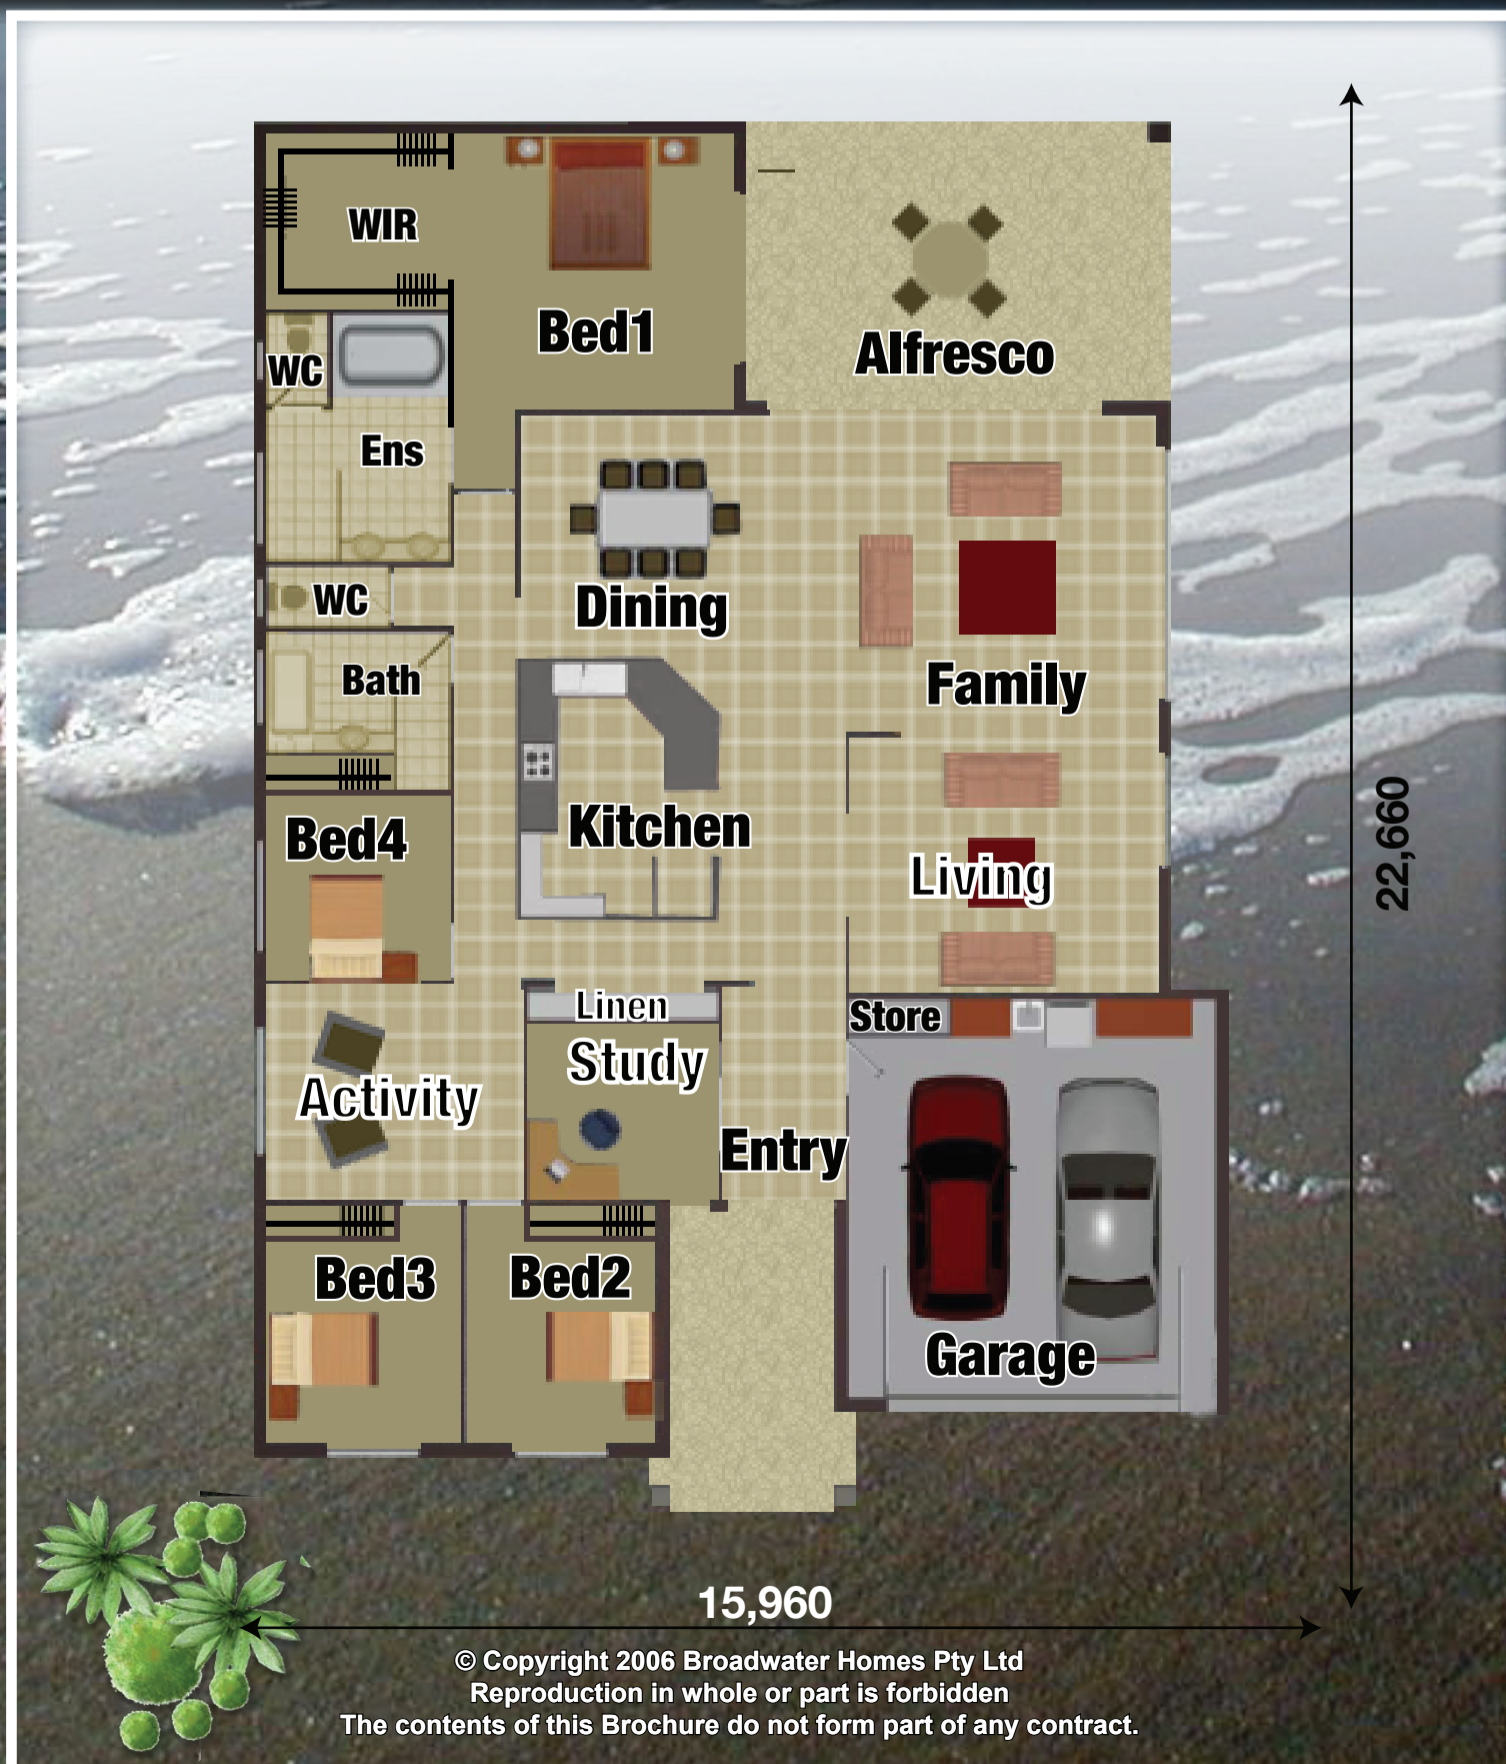 WIR
Bed1
Alfresco
WC
Ens
Dining
WC
Bath
Family
Kitchen
Bed4
Living
22,660
Linen
Store
Study
Activity
Entry
Bed3
Bed2
Garage
15,960
© Copyright 2006 Broadwater Homes Pty Ltd
Reproduction in whole or part is forbidden
The contents of this Brochure do not form part of any contract.